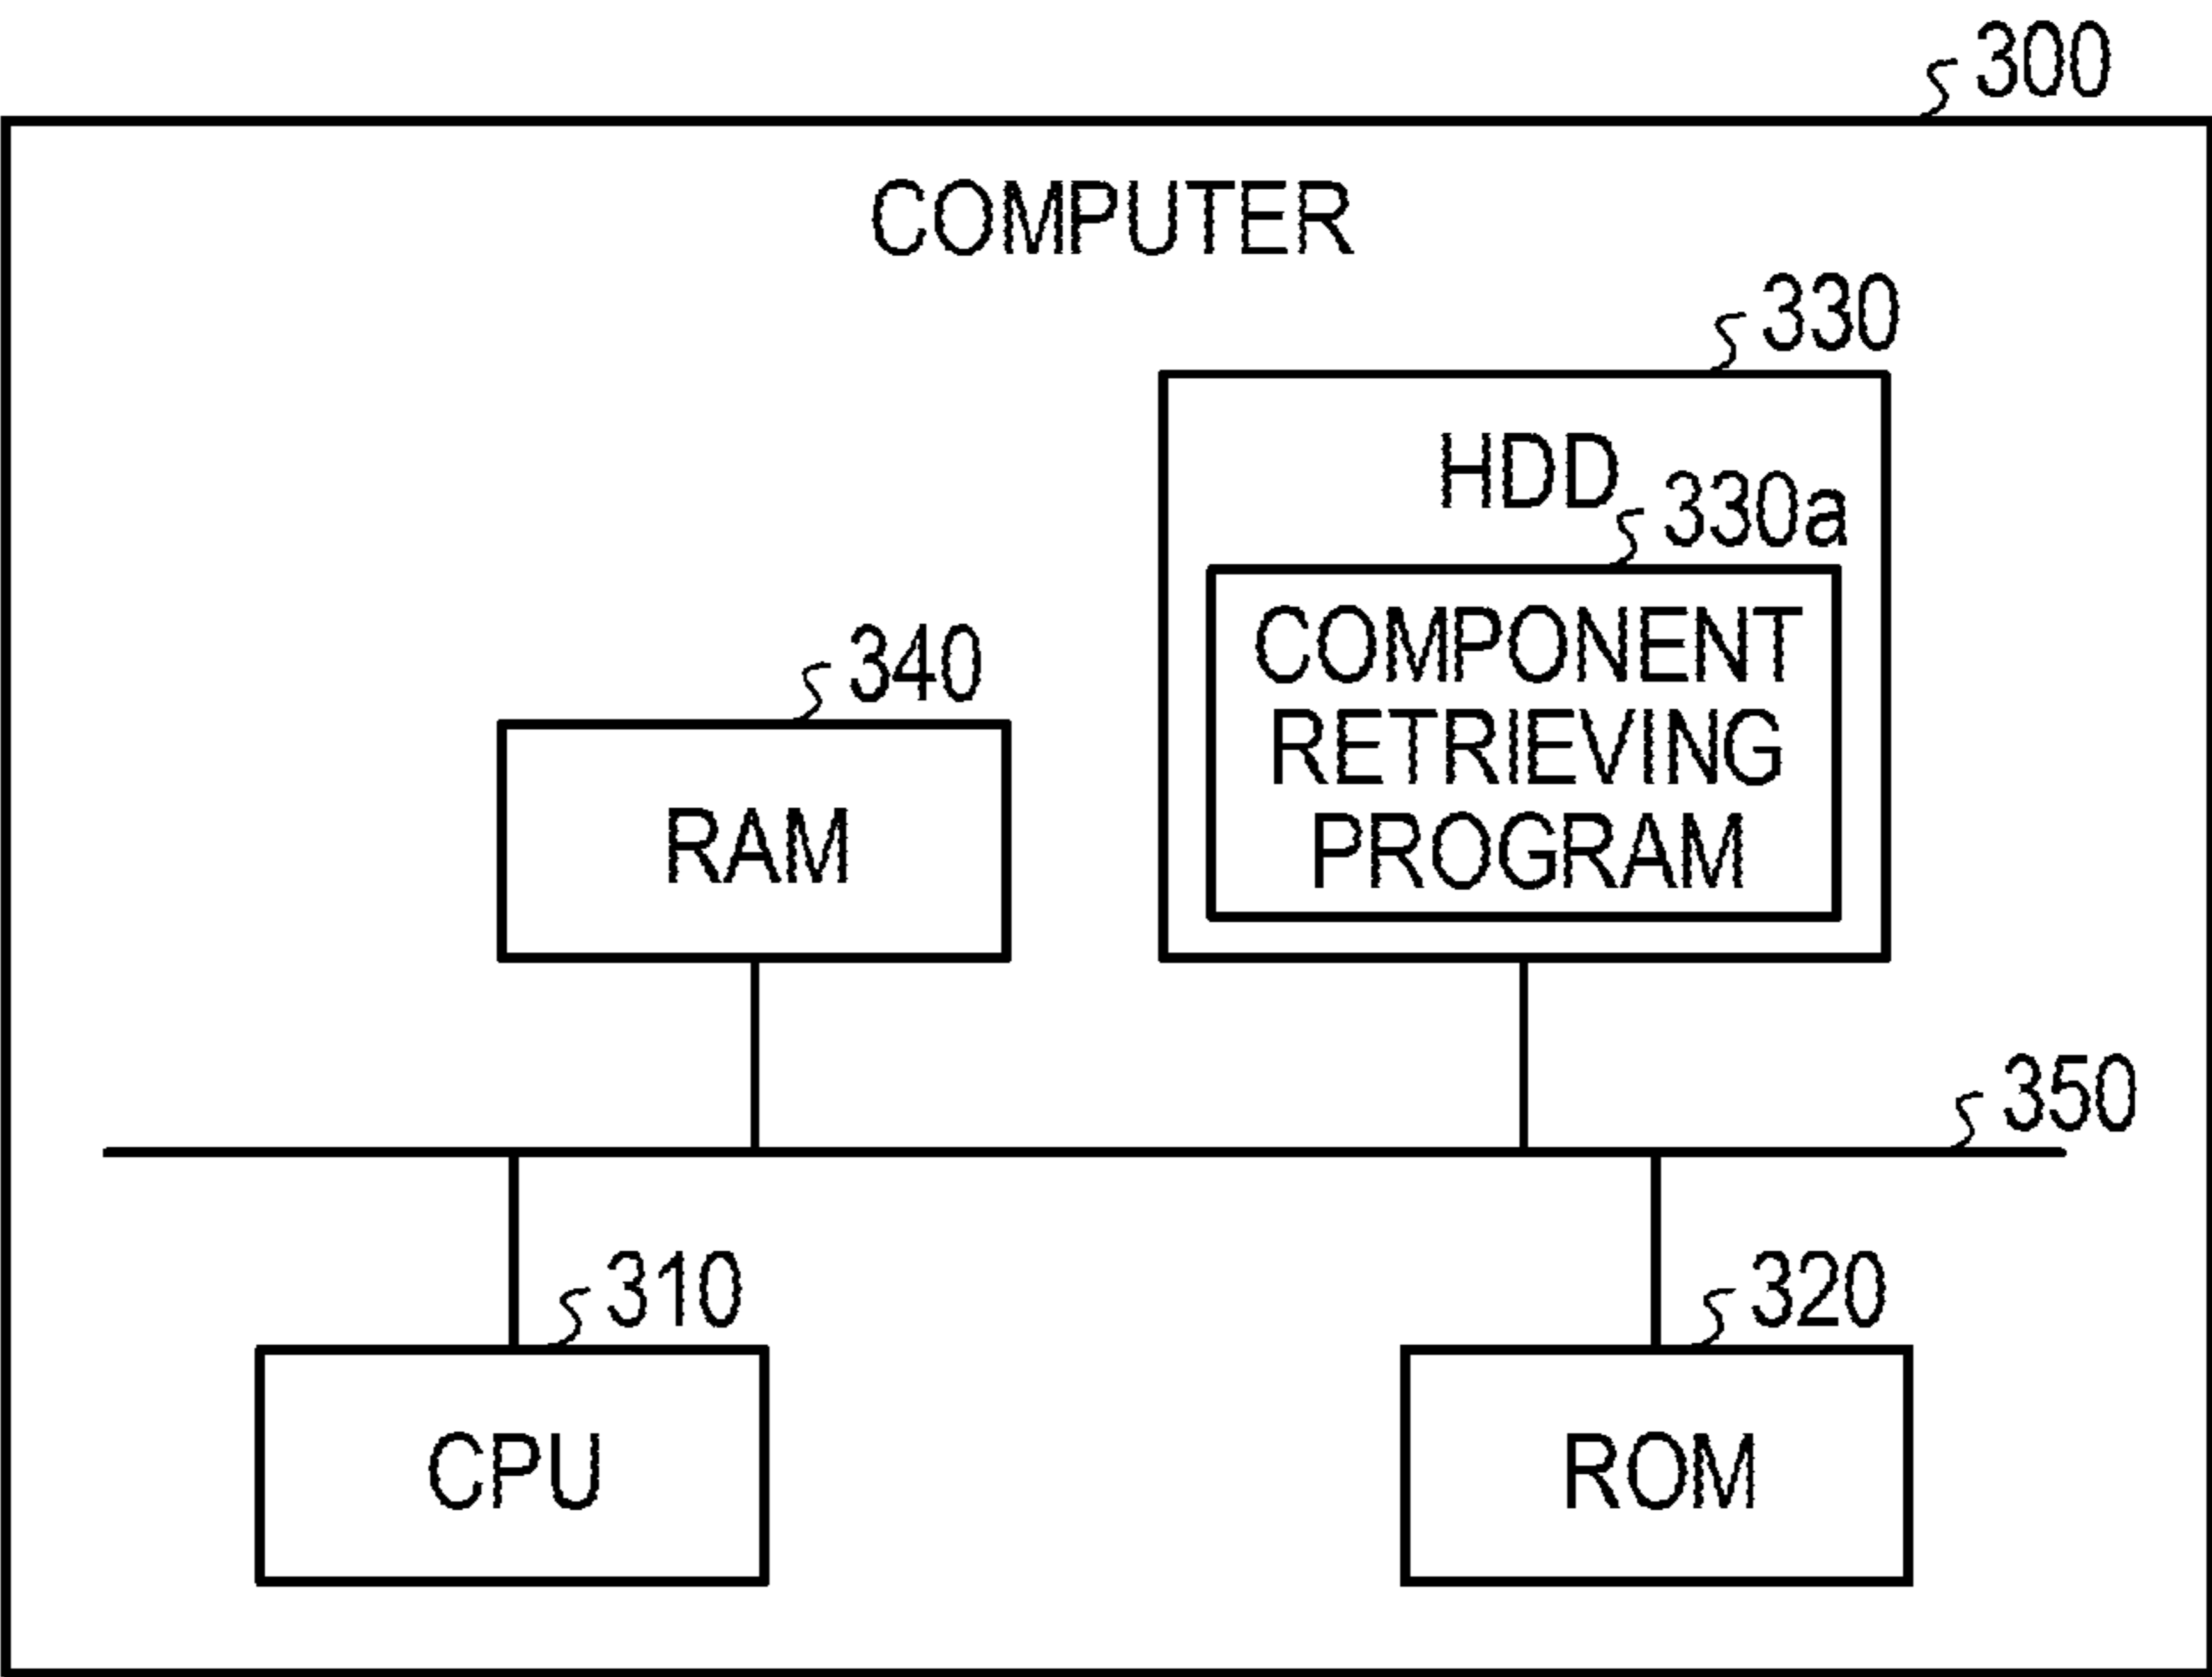 300
COMPUTER
330
HDD
330a
COMPONENT
RETRIEVING
PROGRAM
340
RAM
350
310
CPU
320
ROM